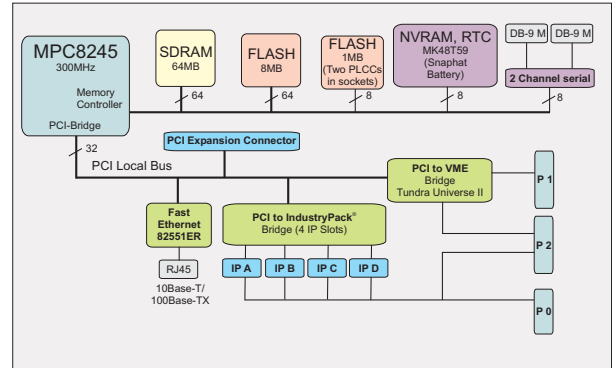 MPC8245
300MHz
Memory
Controller
PCI-Bridge
SDRAM
64MB
FLASH
8MB
FLASH
1MB
(Two PLCCs
in sockets)
NVRAM, RTC
MK48T59
(Snaphat
Battery)
DB-9 M
DB-9 M
2 Channel serial
64
64
8
8
8
32
PCI Local Bus
PCI Expansion Connector
PCI to VME
Bridge
Tundra Universe II
P 1
Fast
Ethernet
82551ER
PCI to IndustryPack®
Bridge (4 IP Slots)
P 2
RJ45
IP A
IP B
IP C
IP D
10Base-T/
100Base-TX
P 0